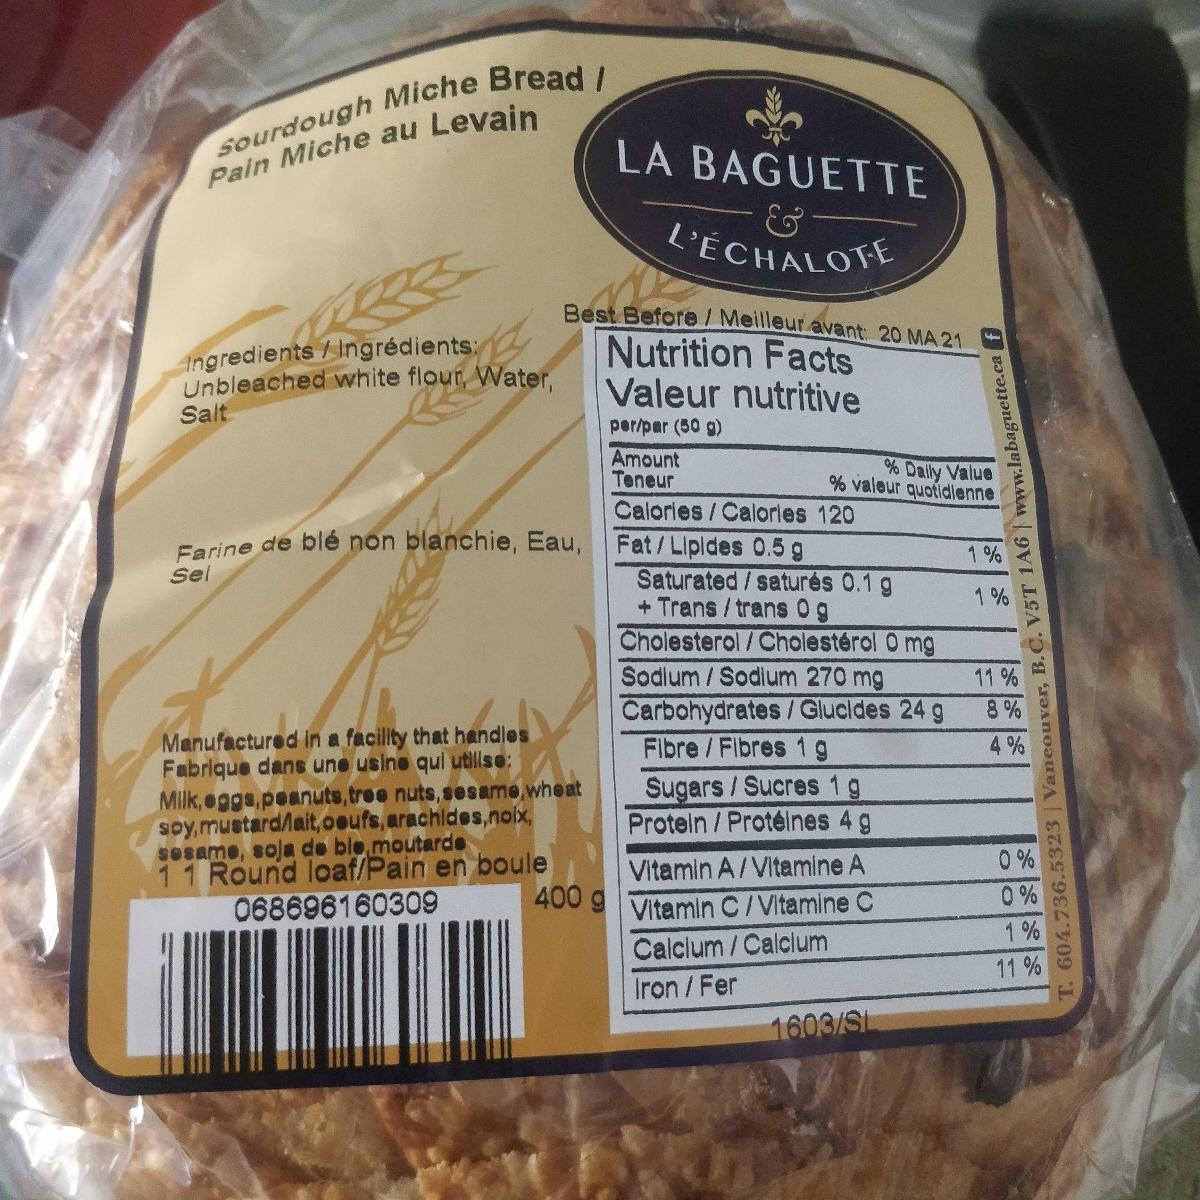 Sourdough Miche Bread /
Pain Miche au Levain
LA BAGUETTE
&
L'ÉCHALOTE
Best Before / Meilleur avant: 20 MA 21
Ingredients / Ingrédients:
Unbleached white flour, Water,
Salt
Farine de blé non blanchie, Eau,
Sel
Manufactured in a facility that handles
Fabrique dans une usine qui utilise:
Milk,eggs,peanuts,tree nuts,sesame,wheat
soy,mustard/lait,oeufs,arachides,noix,
sesame, soja de ble,moutarde
1 1 Round loaf/Pain en boule
400 g
068696160309
Nutrition Facts
Valeur nutritive
per/par (50 g)
Amount
Teneur
% Daily Value
% valeur quotidienne
Calories / Calories 120
Fat / Lipides 0.5 g 1 %
Saturated / saturés 0.1 g
+ Trans / trans 0 g 1 %
Cholesterol / Cholestérol 0 mg
Sodium / Sodium 270 mg 11 %
Carbohydrates / Glucides 24 g 8 %
Fibre / Fibres 1 g 4 %
Sugars / Sucres 1 g
Protein / Protéines 4 g
Vitamin A / Vitamine A 0 %
Vitamin C / Vitamine C 0 %
Calcium / Calcium 1 %
Iron / Fer 11 %
1603/SL
T. 604.736.5323 | Vancouver, B.C. V5T 1A6 | www.labaguette.ca f